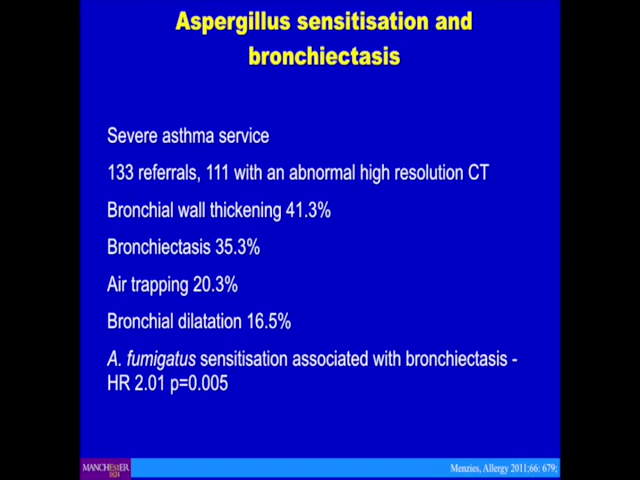 Aspergillus sensitisation and
bronchiectasis
Severe asthma service
133 referrals, 111 with an abnormal high resolution CT
Bronchial wall thickening 41.3%
Bronchiectasis 35.3%
Air trapping 20.3%
Bronchial dilatation 16.5%
A. fumigatus sensitisation associated with bronchiectasis -
HR 2.01 p=0.005
MANCHESTER
1824
Menzies, Allergy 2011;66: 679;